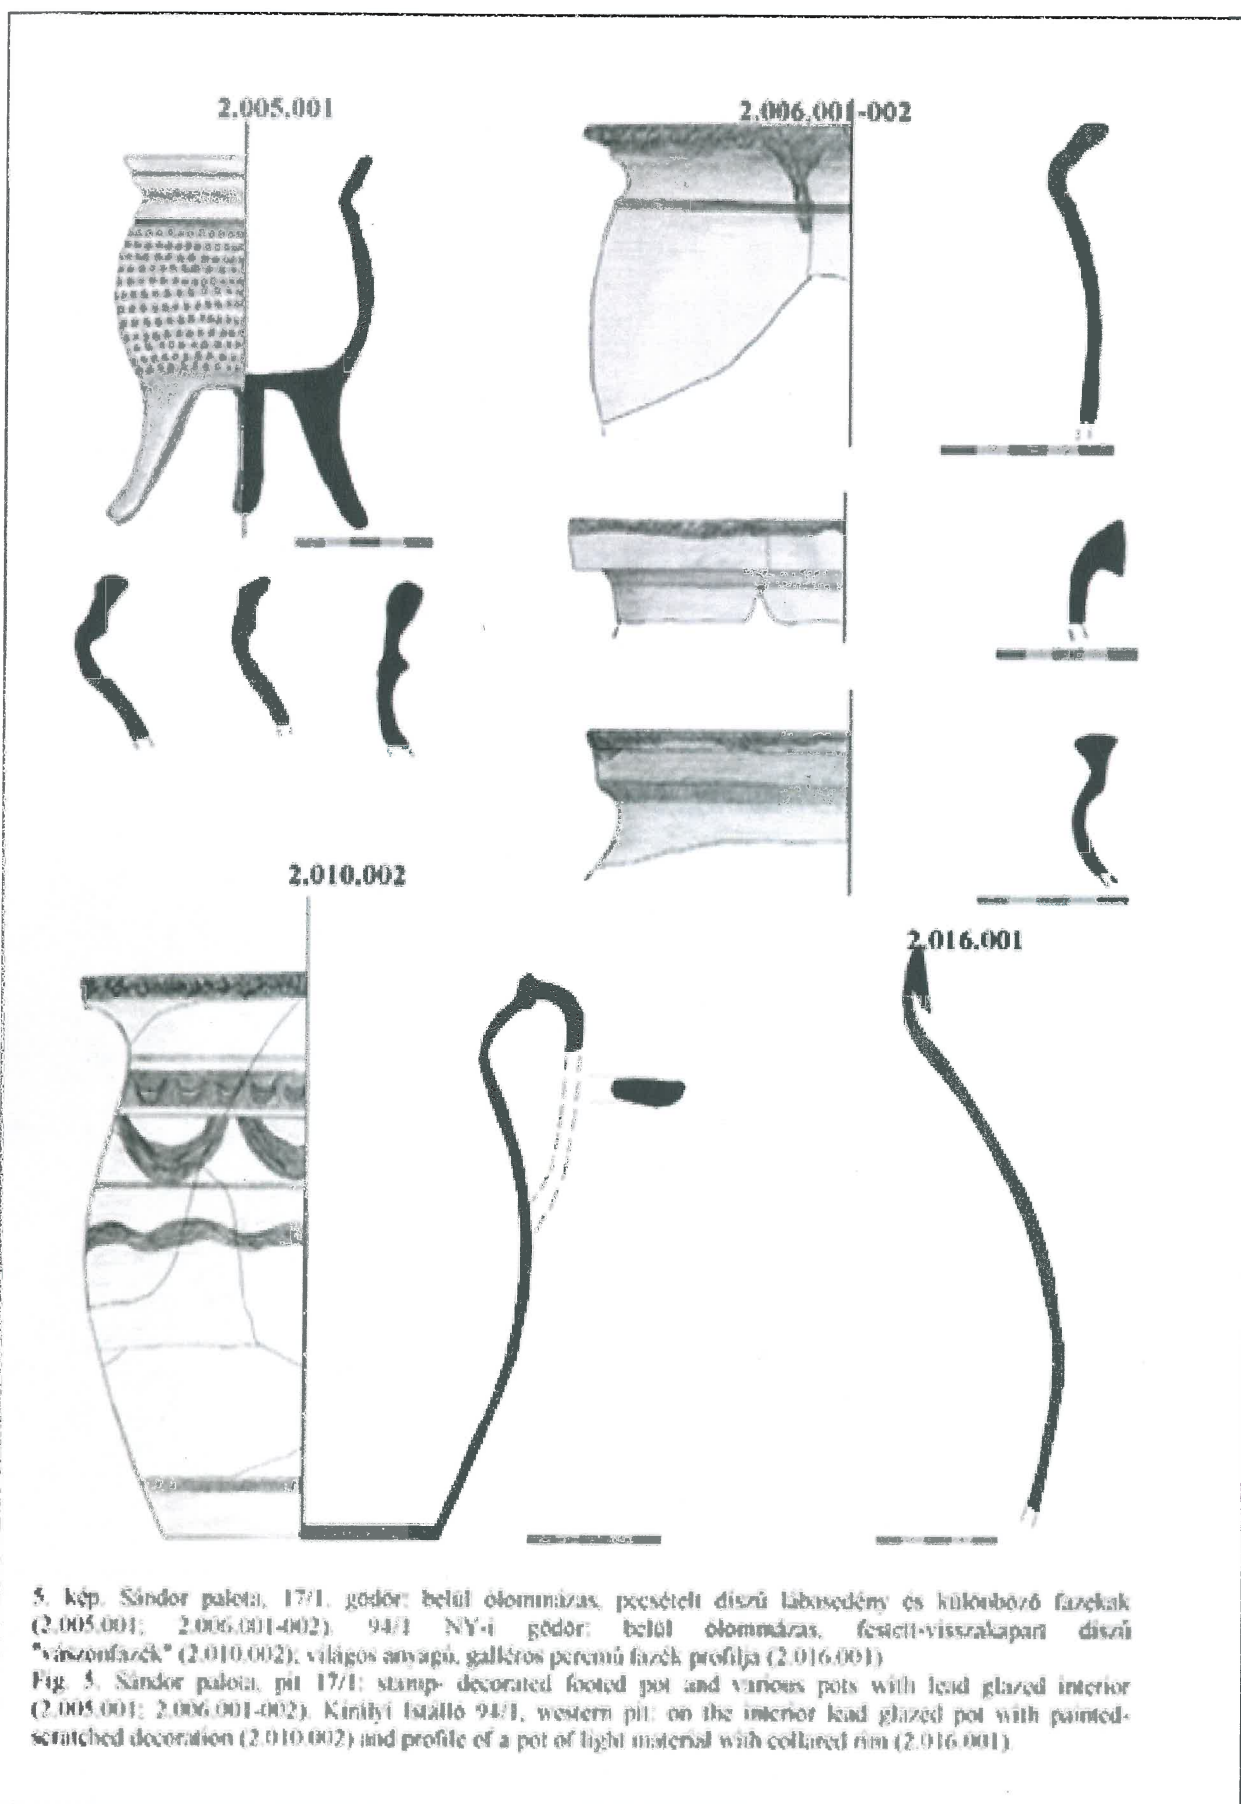 2.005.001
2.006.001-002
2.010.002
2.016.001
5. kép. Sándor palota, 17/1. gödör: belül ólommázas, pecsételt díszű lábasedény és különböző fazekak
(2.005.001; 2.006.001-002). 94/1 NY-i gödör: belül ólommázas, festett-visszakapart díszű
"vászonfazék" (2.010.002); világos anyagú, galléros peremű fazék profilja (2.016.001)
Fig. 5. Sándor palota, pit 17/1: stamp- decorated footed pot and various pots with lead glazed interior
(2.005.001; 2.006.001-002). Királyi Istálló 94/1, western pit: on the interior lead glazed pot with painted-
scratched decoration (2.010.002) and profile of a pot of light material with collared rim (2.016.001)